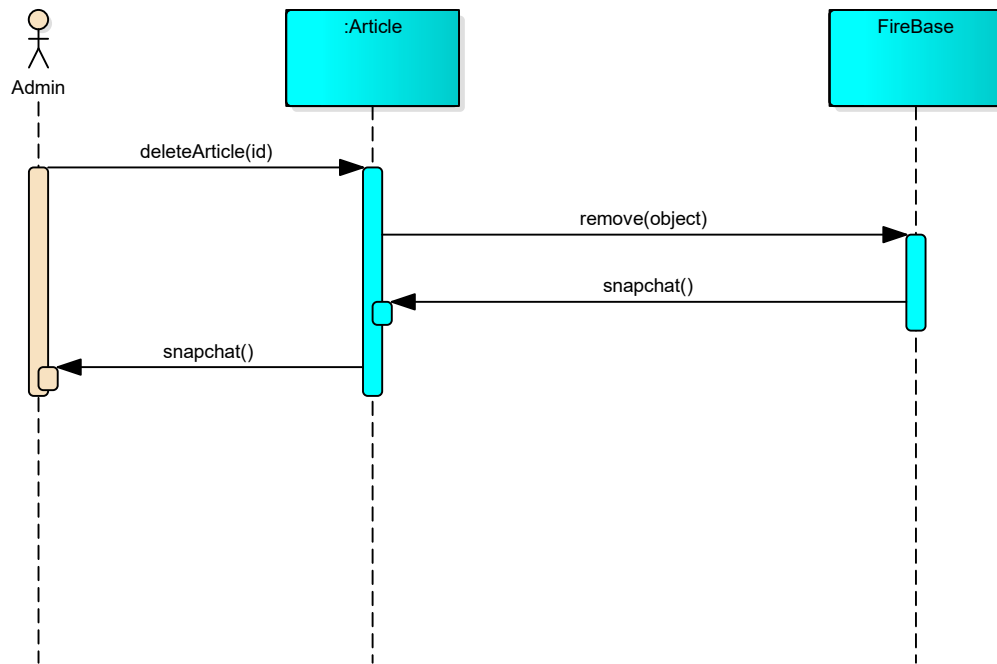 Admin
:Article
FireBase
deleteArticle(id)
remove(object)
snapchat()
snapchat()